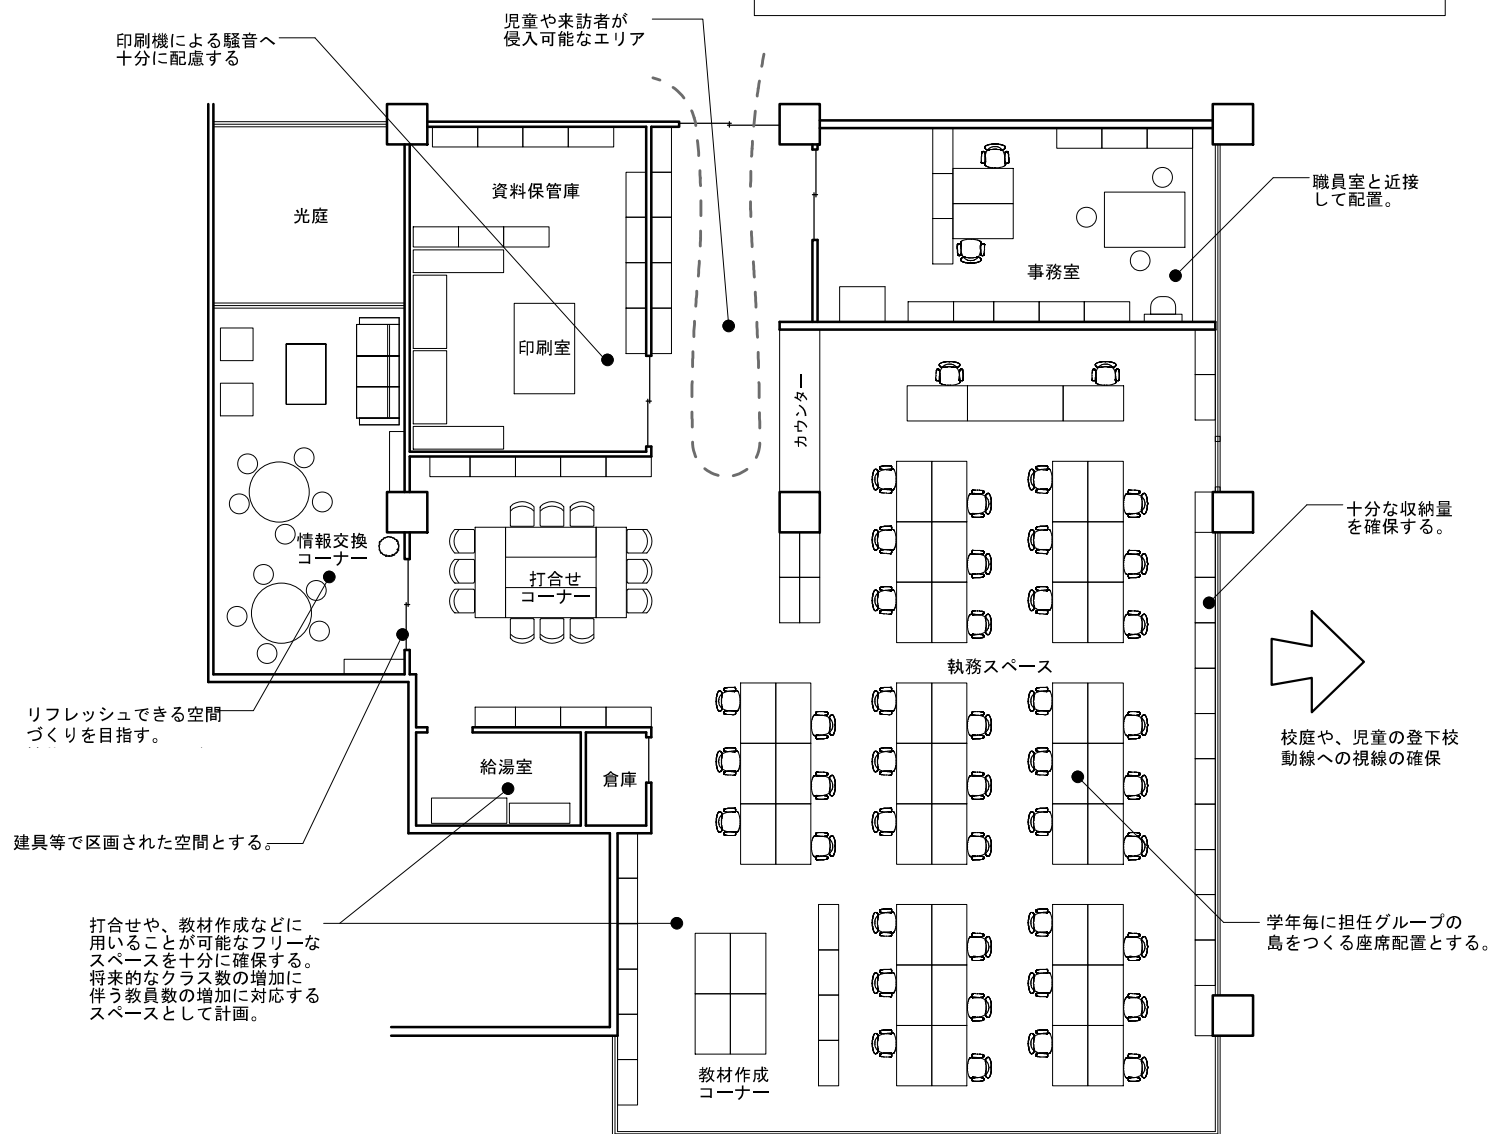 児童や来訪者が
侵入可能なエリア
印刷機による騒音へ
十分に配慮する
資料保管庫
光庭
職員室と近接
して配置。
事務室
印刷室
カウンター
十分な収納量
を確保する。
情報交換
コーナー
打合せ
コーナー
執務スペース
リフレッシュできる空間
づくりを目指す。
校庭や、児童の登下校
動線への視線の確保
給湯室
倉庫
建具等で区画された空間とする。
打合せや、教材作成などに
用いることが可能なフリーな
スペースを十分に確保する。
将来的なクラス数の増加に
伴う教員数の増加に対応する
スペースとして計画。
学年毎に担任グループの
島をつくる座席配置とする。
教材作成
コーナー